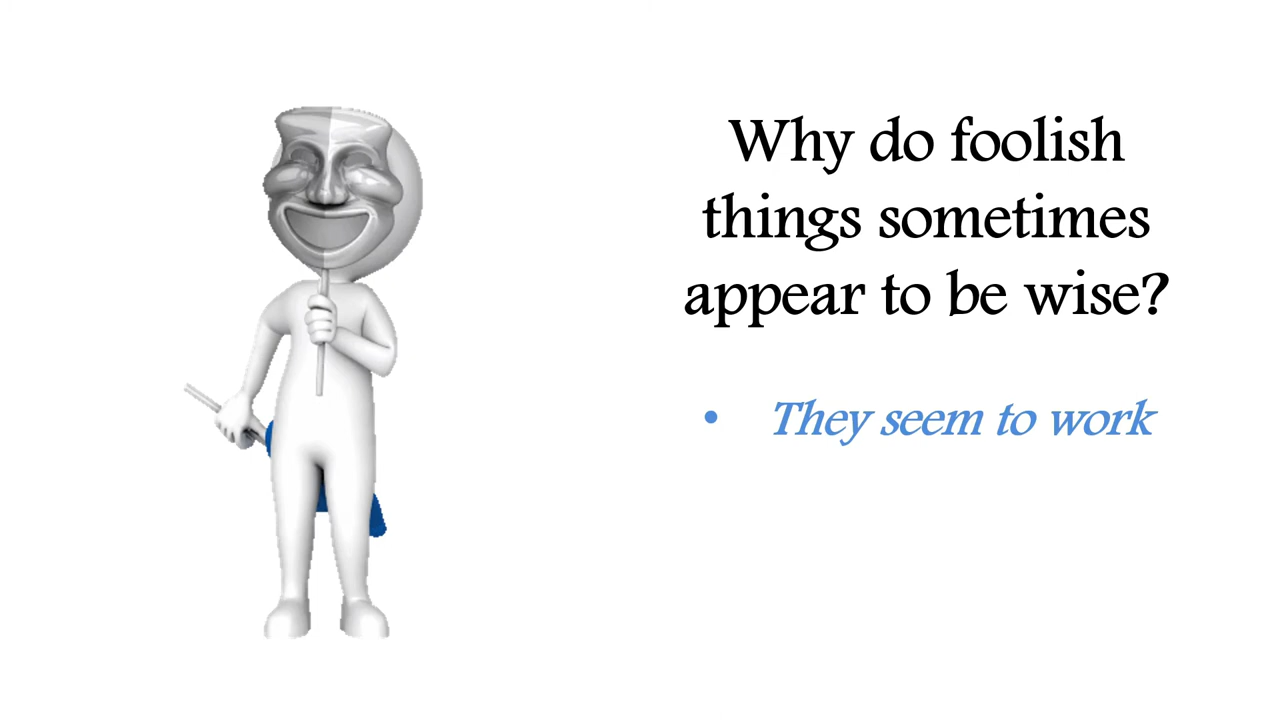 Why do foolish
things sometimes
appear to be wise?
• They seem to work